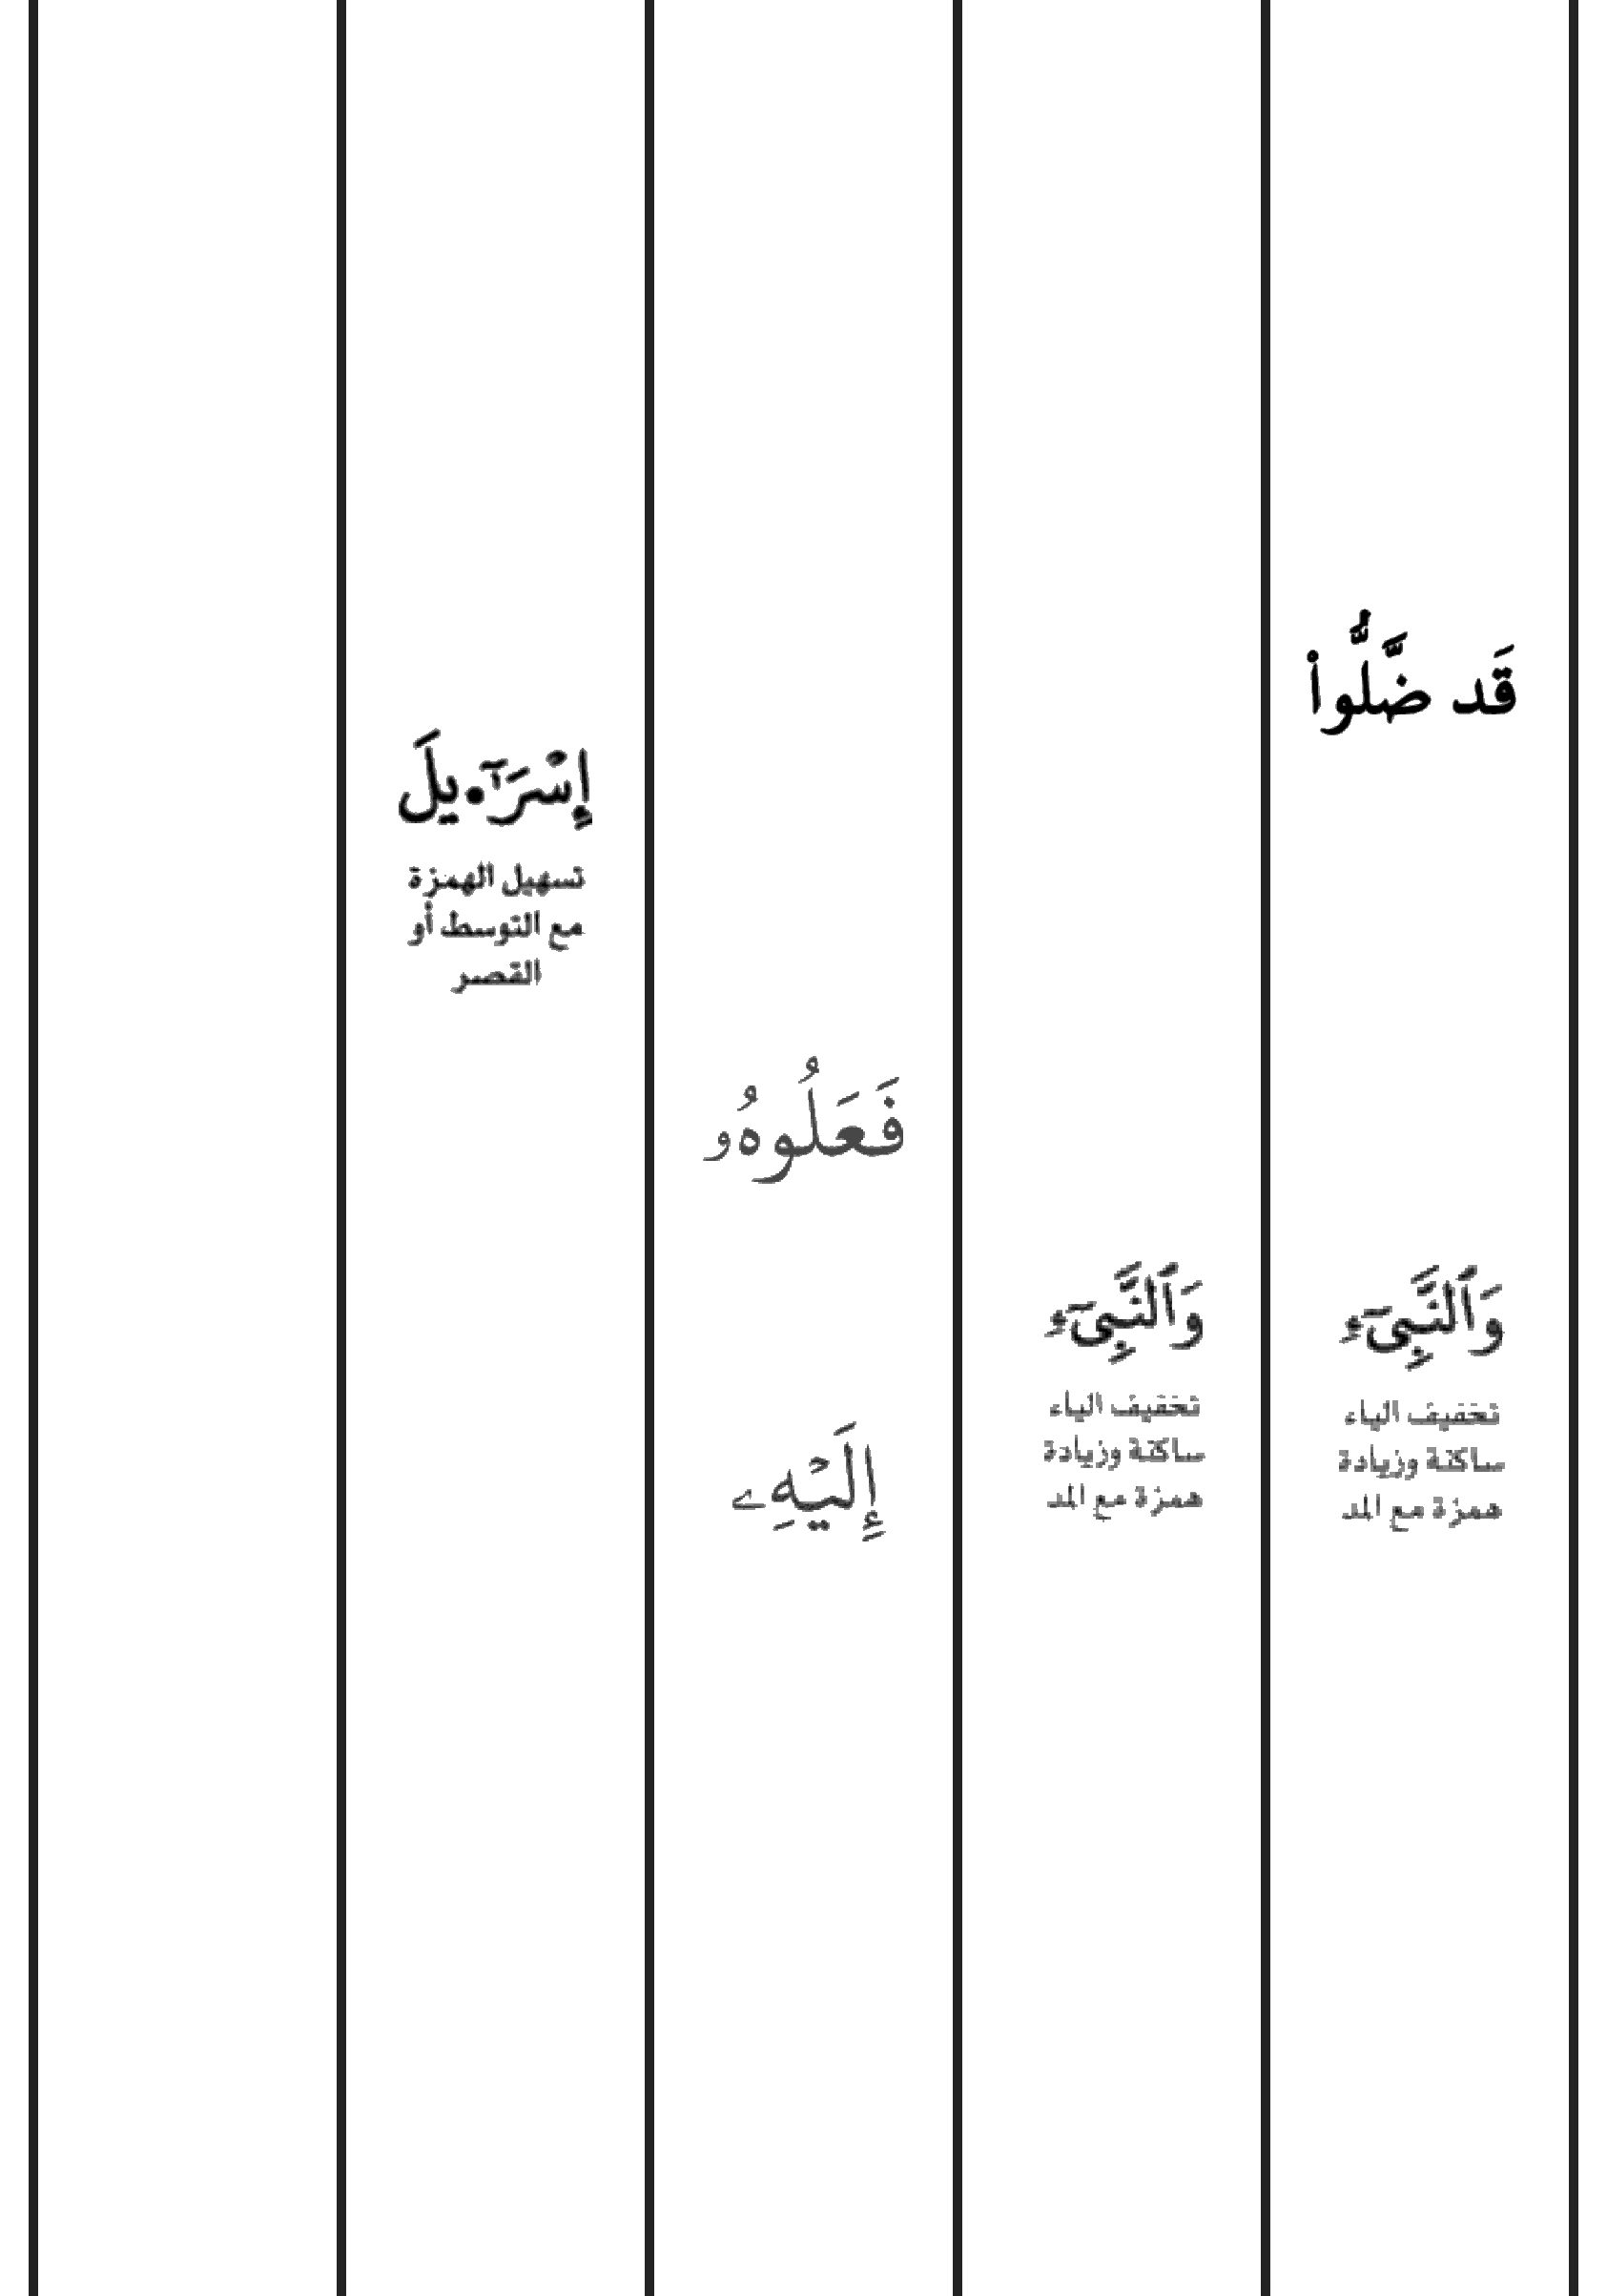 قَد ضَّلُّوا۟
وَٱلنَّبِىٓءِ
تخفيف الياء
ساكنة وزيادة
همزة مع المد
وَٱلنَّبِىٓءِ
تخفيف الياء
ساكنة وزيادة
همزة مع المد
فَعَلُوهُۥ
إِلَيْهِۦ
إِسْرَآ•يلَ
تسهيل الهمزة
مع التوسط أو
القصر